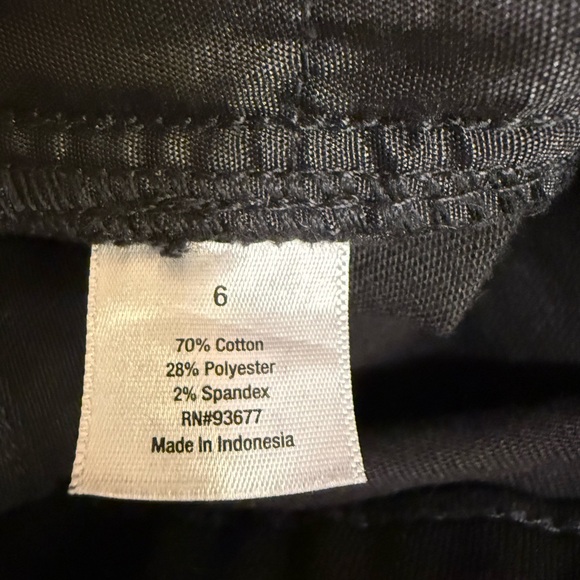 6
70% Cotton
28% Polyester
2% Spandex
RN#93677
Made In Indonesia